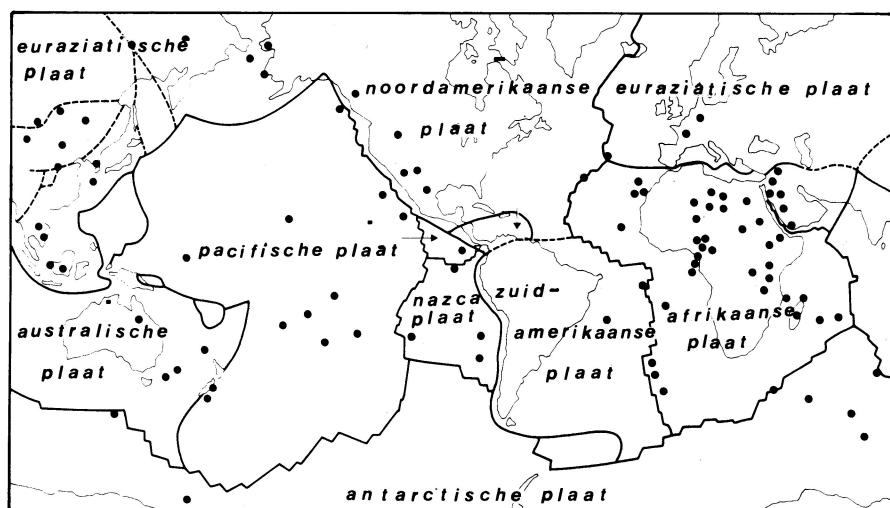 euraziatische
plaat
noordamerikaanse
plaat
euraziatische plaat
pacifische plaat
nazca
plaat
zuid-
amerikaanse
plaat
afrikaanse
plaat
australische
plaat
antarctische plaat